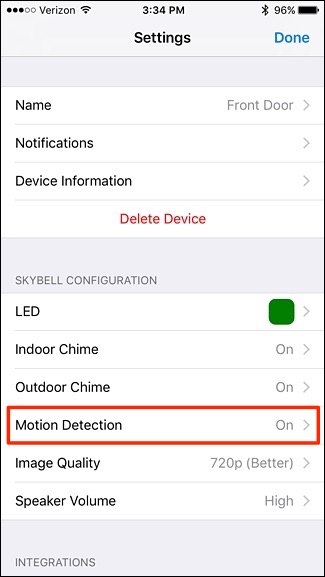 Verizon 3:34 PM 96%
Settings Done
Name Front Door
Notifications
Device Information
Delete Device
SKYBELL CONFIGURATION
LED
Indoor Chime On
Outdoor Chime On
Motion Detection On
Image Quality 720p (Better)
Speaker Volume High
INTEGRATIONS